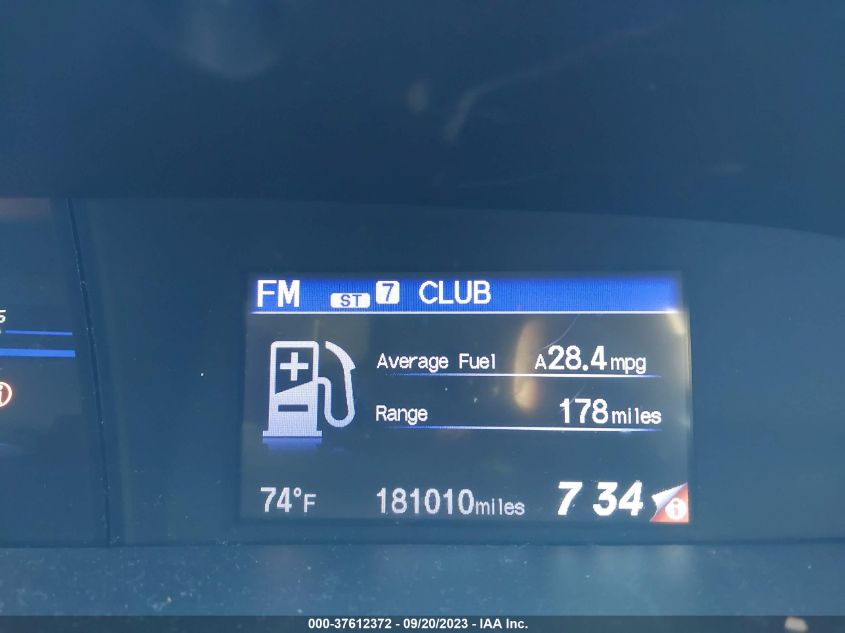 FM ST 7 CLUB
Average Fuel A28.4mpg
Range 178miles
74°F 181010miles 7 34 i
5
i
000-37612372 - 09/20/2023 - IAA Inc.